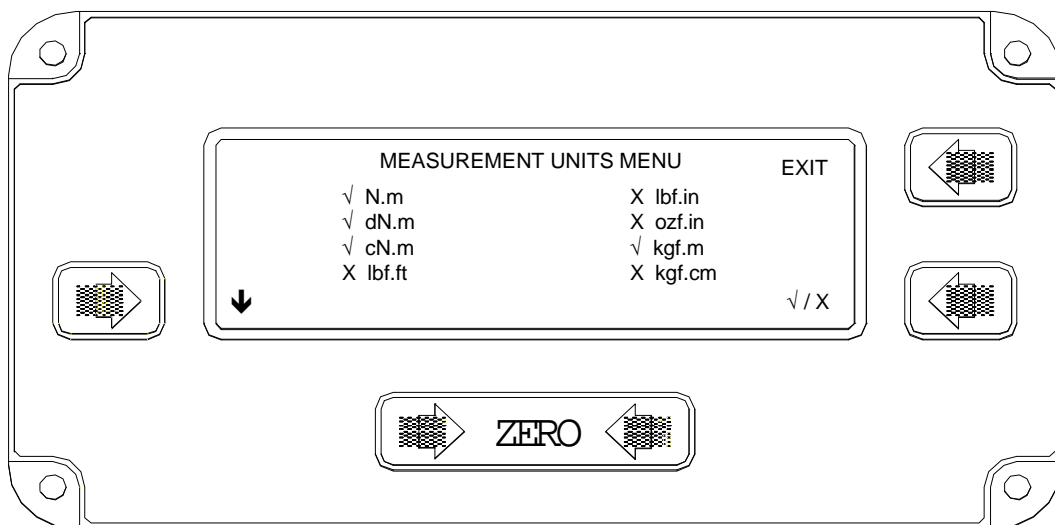 MEASUREMENT UNITS MENU EXIT
√ N.m X lbf.in
√ dN.m X ozf.in
√ cN.m √ kgf.m
X lbf.ft X kgf.cm
√ / X
ZERO